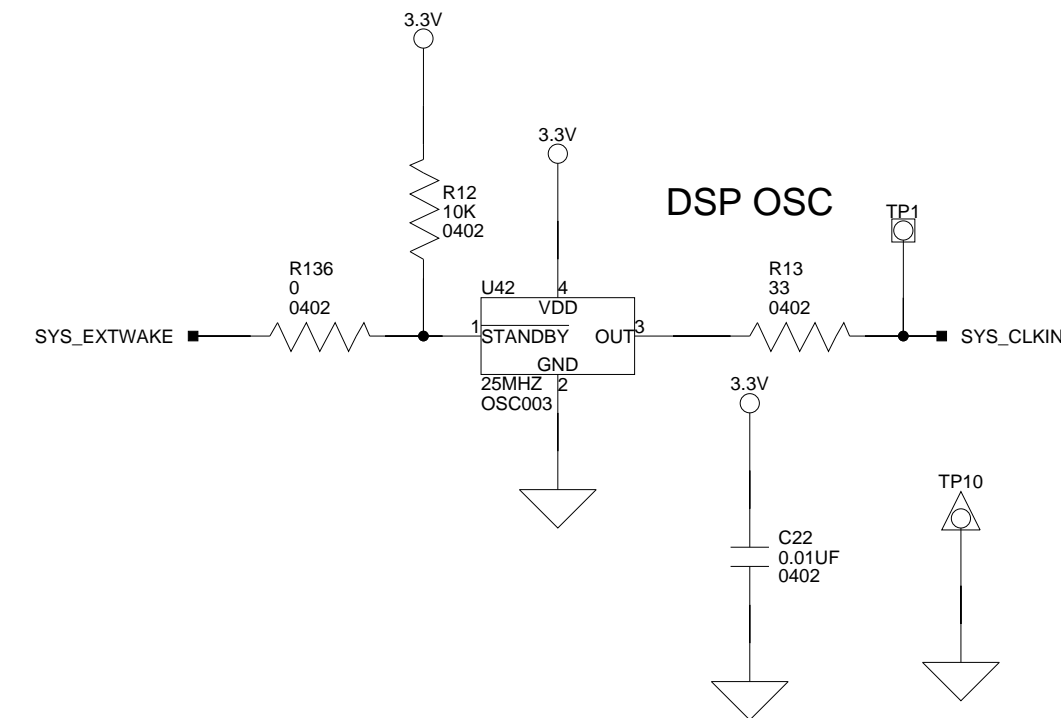 3.3V
3.3V
DSP OSC
TP1
R12
10K
0402
R136
0
0402
U42
4
VDD
R13
33
0402
SYS_EXTWAKE
1
STANDBY
OUT
3
SYS_CLKIN
GND
2
25MHZ
OSC003
3.3V
TP10
C22
0.01UF
0402